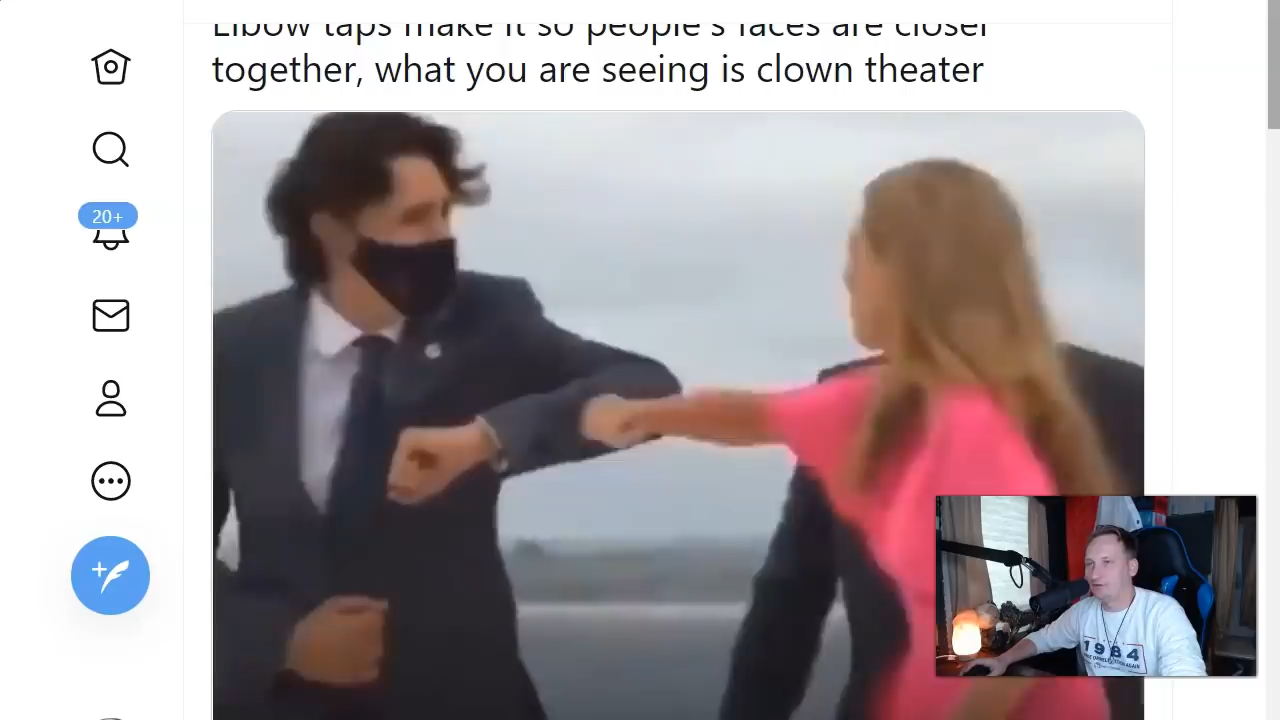 Elbow taps make it so people's faces are closer
together, what you are seeing is clown theater
20+
1984